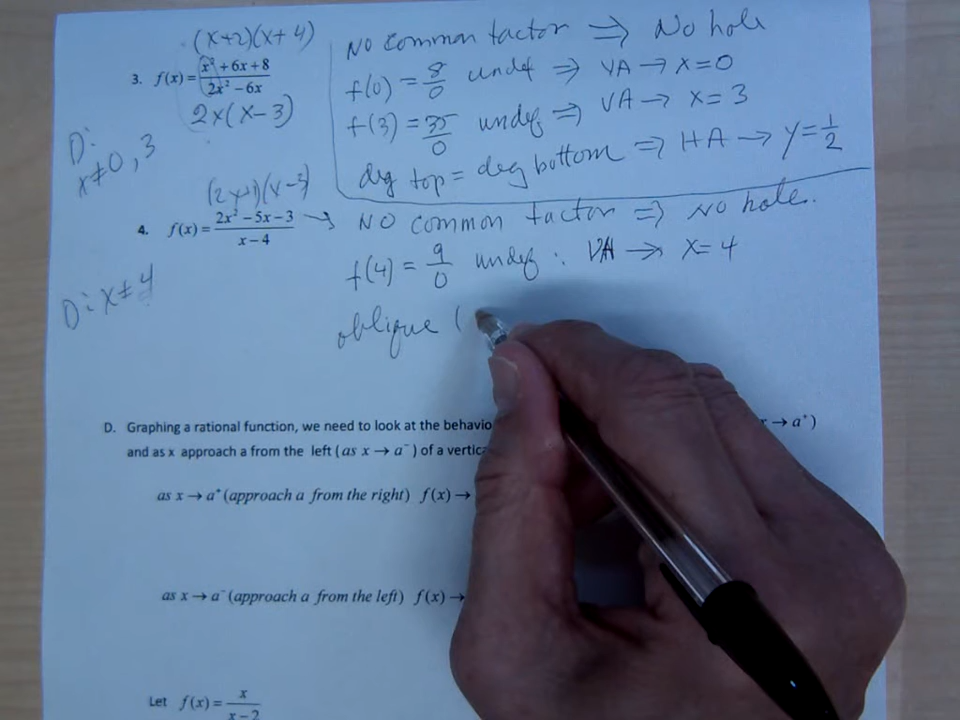 (x+2)(x+4)
3. f(x) = x² + 6x + 8 / 2x² − 6x
2x(x−3)
D: x≠0, 3
No common factor ⇒ No hole
f(0) = 8/0 undef ⇒ VA → x=0
f(3) = 35/0 undef ⇒ VA → x=3
deg top = deg bottom ⇒ HA → y = 1/2
(2x+1)(x−3)
4. f(x) = 2x² − 5x − 3 / x − 4 → No common factor ⇒ No hole.
D: x≠4
f(4) = 9/0 undef : VA → x=4
oblique (
D. Graphing a rational function, we need to look at the behavio → a⁺)
and as x approach a from the left (as x → a⁻) of a vertic
as x → a⁺ (approach a from the right) f(x) →
as x → a⁻ (approach a from the left) f(x) →
Let f(x) = x / x − 2